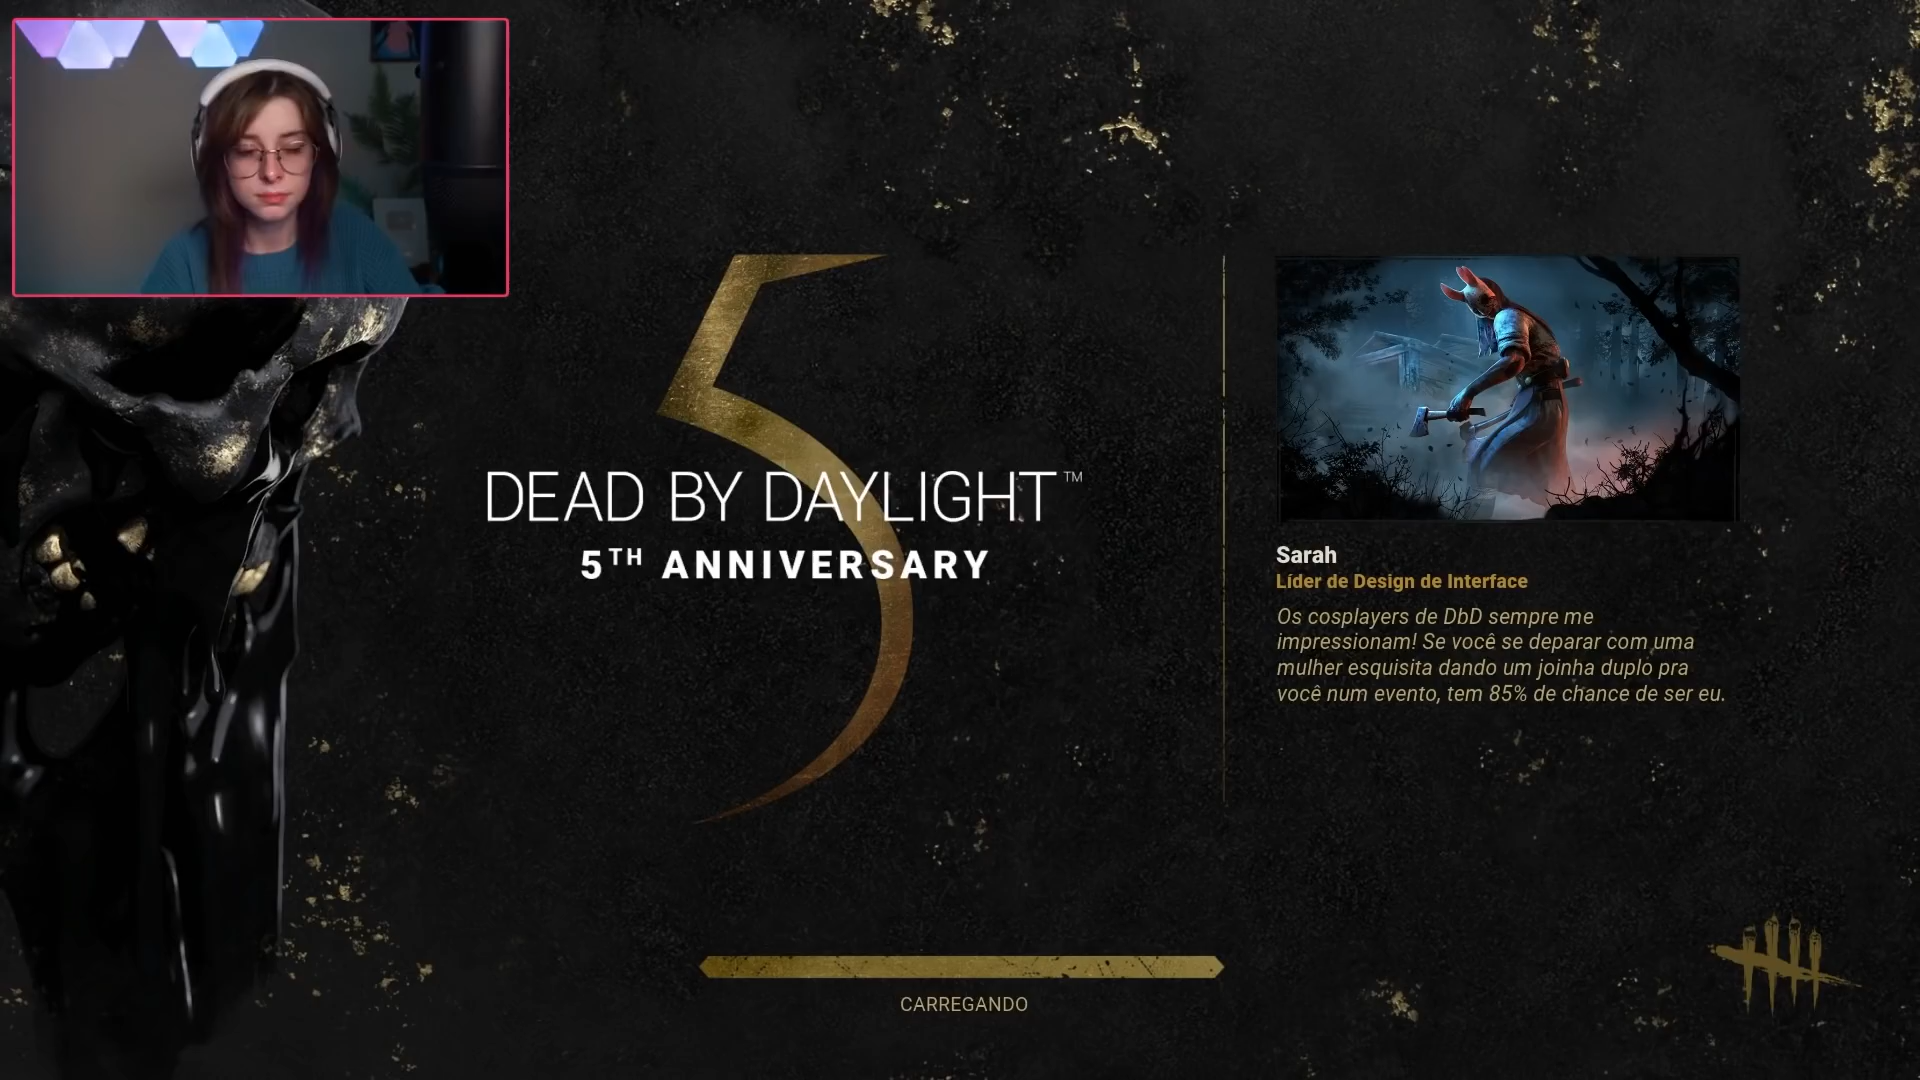 DEAD BY DAYLIGHT™
5TH ANNIVERSARY
Sarah
Líder de Design de Interface
Os cosplayers de DbD sempre me
impressionam! Se você se deparar com uma
mulher esquisita dando um joinha duplo pra
você num evento, tem 85% de chance de ser eu.
CARREGANDO